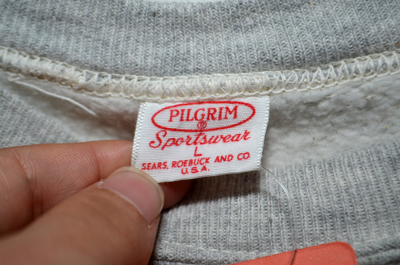 PILGRIM
®
Sportswear
L
SEARS, ROEBUCK AND CO.
U.S.A.